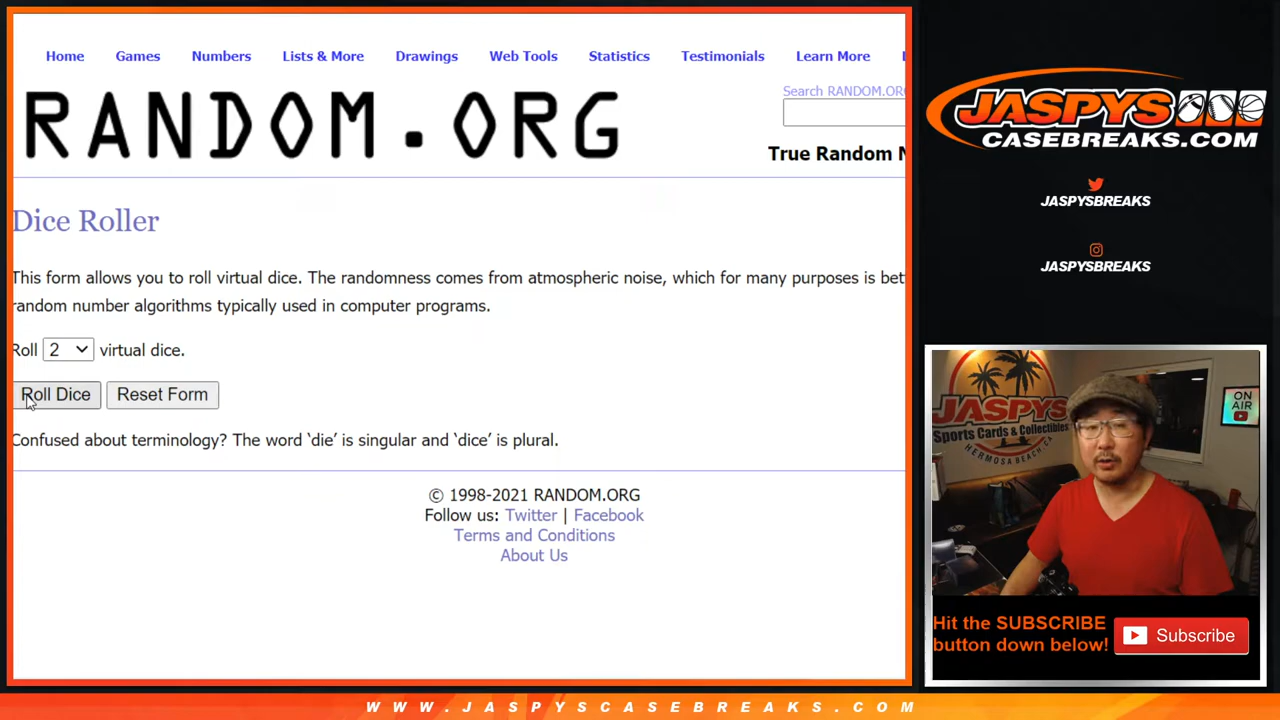 Home Games Numbers Lists & More Drawings Web Tools Statistics Testimonials Learn More
Search RANDOM.ORG
RANDOM.ORG
True Random N
Dice Roller
This form allows you to roll virtual dice. The randomness comes from atmospheric noise, which for many purposes is bet
random number algorithms typically used in computer programs.
Roll 2 virtual dice.
Roll Dice Reset Form
Confused about terminology? The word 'die' is singular and 'dice' is plural.
© 1998-2021 RANDOM.ORG
Follow us: Twitter | Facebook
Terms and Conditions
About Us
JASPYS
CASEBREAKS.COM
JASPYSBREAKS
JASPYSBREAKS
JASPYS
Sports Cards & Collectibles
HERMOSA BEACH, CA
ON
AIR
Hit the SUBSCRIBE
button down below!
Subscribe
WWW.JASPYSCASEBREAKS.COM